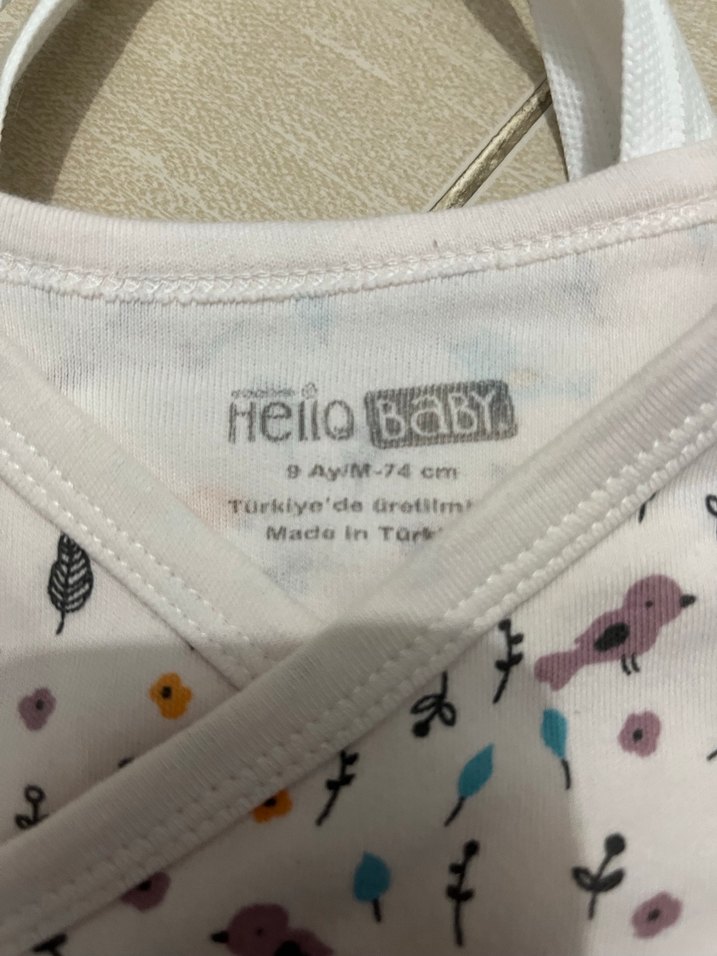 Hello BABY
9 Ay/M-74 cm
Türkiye'de
Made in